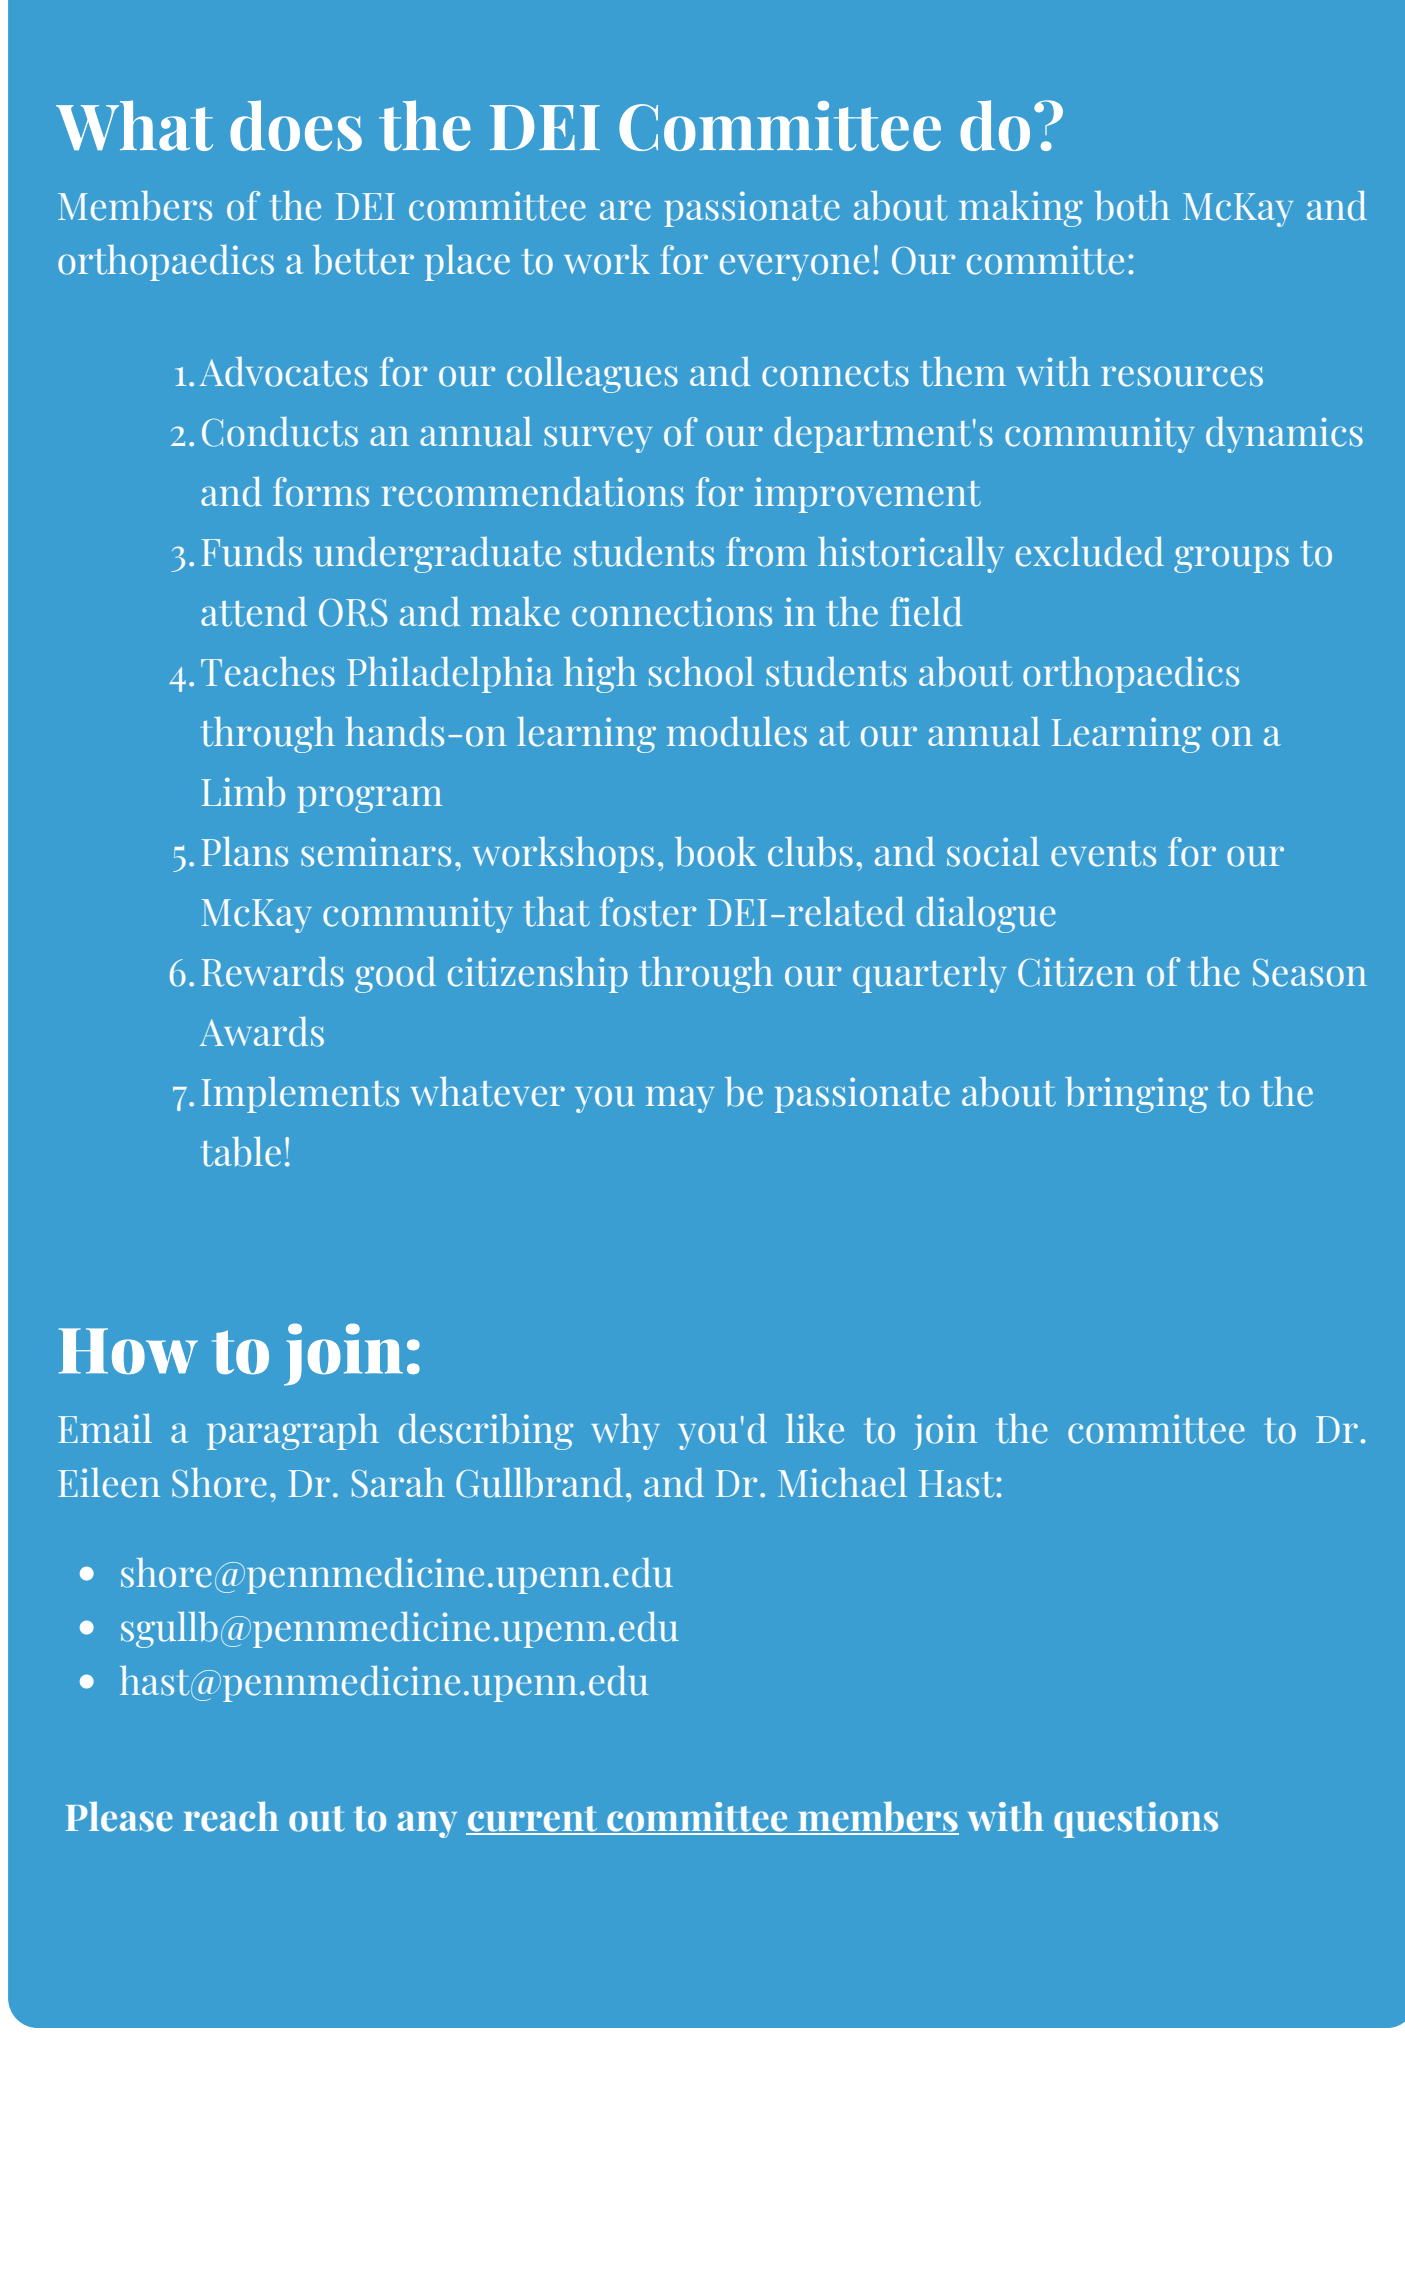 What does the DEI Committee do?
Members of the DEI committee are passionate about making both McKay and
orthopaedics a better place to work for everyone! Our committe:
1. Advocates for our colleagues and connects them with resources
2. Conducts an annual survey of our department's community dynamics
and forms recommendations for improvement
3. Funds undergraduate students from historically excluded groups to
attend ORS and make connections in the field
4. Teaches Philadelphia high school students about orthopaedics
through hands-on learning modules at our annual Learning on a
Limb program
5. Plans seminars, workshops, book clubs, and social events for our
McKay community that foster DEI-related dialogue
6. Rewards good citizenship through our quarterly Citizen of the Season
Awards
7. Implements whatever you may be passionate about bringing to the
table!
How to join:
Email a paragraph describing why you'd like to join the committee to Dr.
Eileen Shore, Dr. Sarah Gullbrand, and Dr. Michael Hast:
• shore@pennmedicine.upenn.edu
• sgullb@pennmedicine.upenn.edu
• hast@pennmedicine.upenn.edu
Please reach out to any current committee members with questions